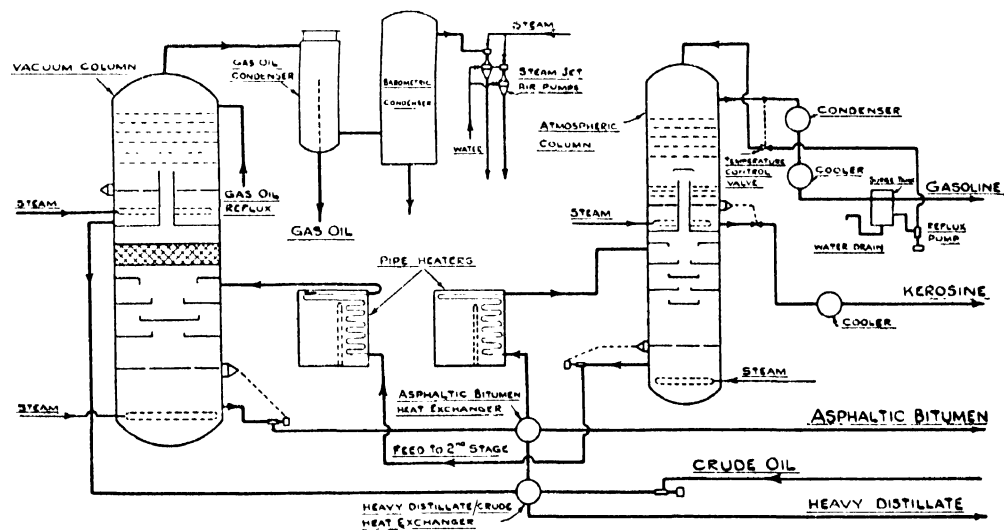 VACUUM COLUMN
GAS OIL
CONDENSER
BAROMETRIC
CONDENSER
STEAM
STEAM JET
AIR PUMPS
WATER
ATMOSPHERIC
COLUMN
CONDENSER
TEMPERATURE
CONTROL
VALVE
COOLER
SURGE TANK
GASOLINE
GAS OIL
REFLUX
GAS OIL
STEAM
STEAM
WATER DRAIN
REFLUX
PUMP
PIPE HEATERS
KEROSINE
COOLER
STEAM
ASPHALTIC BITUMEN
HEAT EXCHANGER
STEAM
ASPHALTIC BITUMEN
FEED TO 2ND STAGE
CRUDE OIL
HEAVY DISTILLATE/CRUDE
HEAT EXCHANGER
HEAVY DISTILLATE